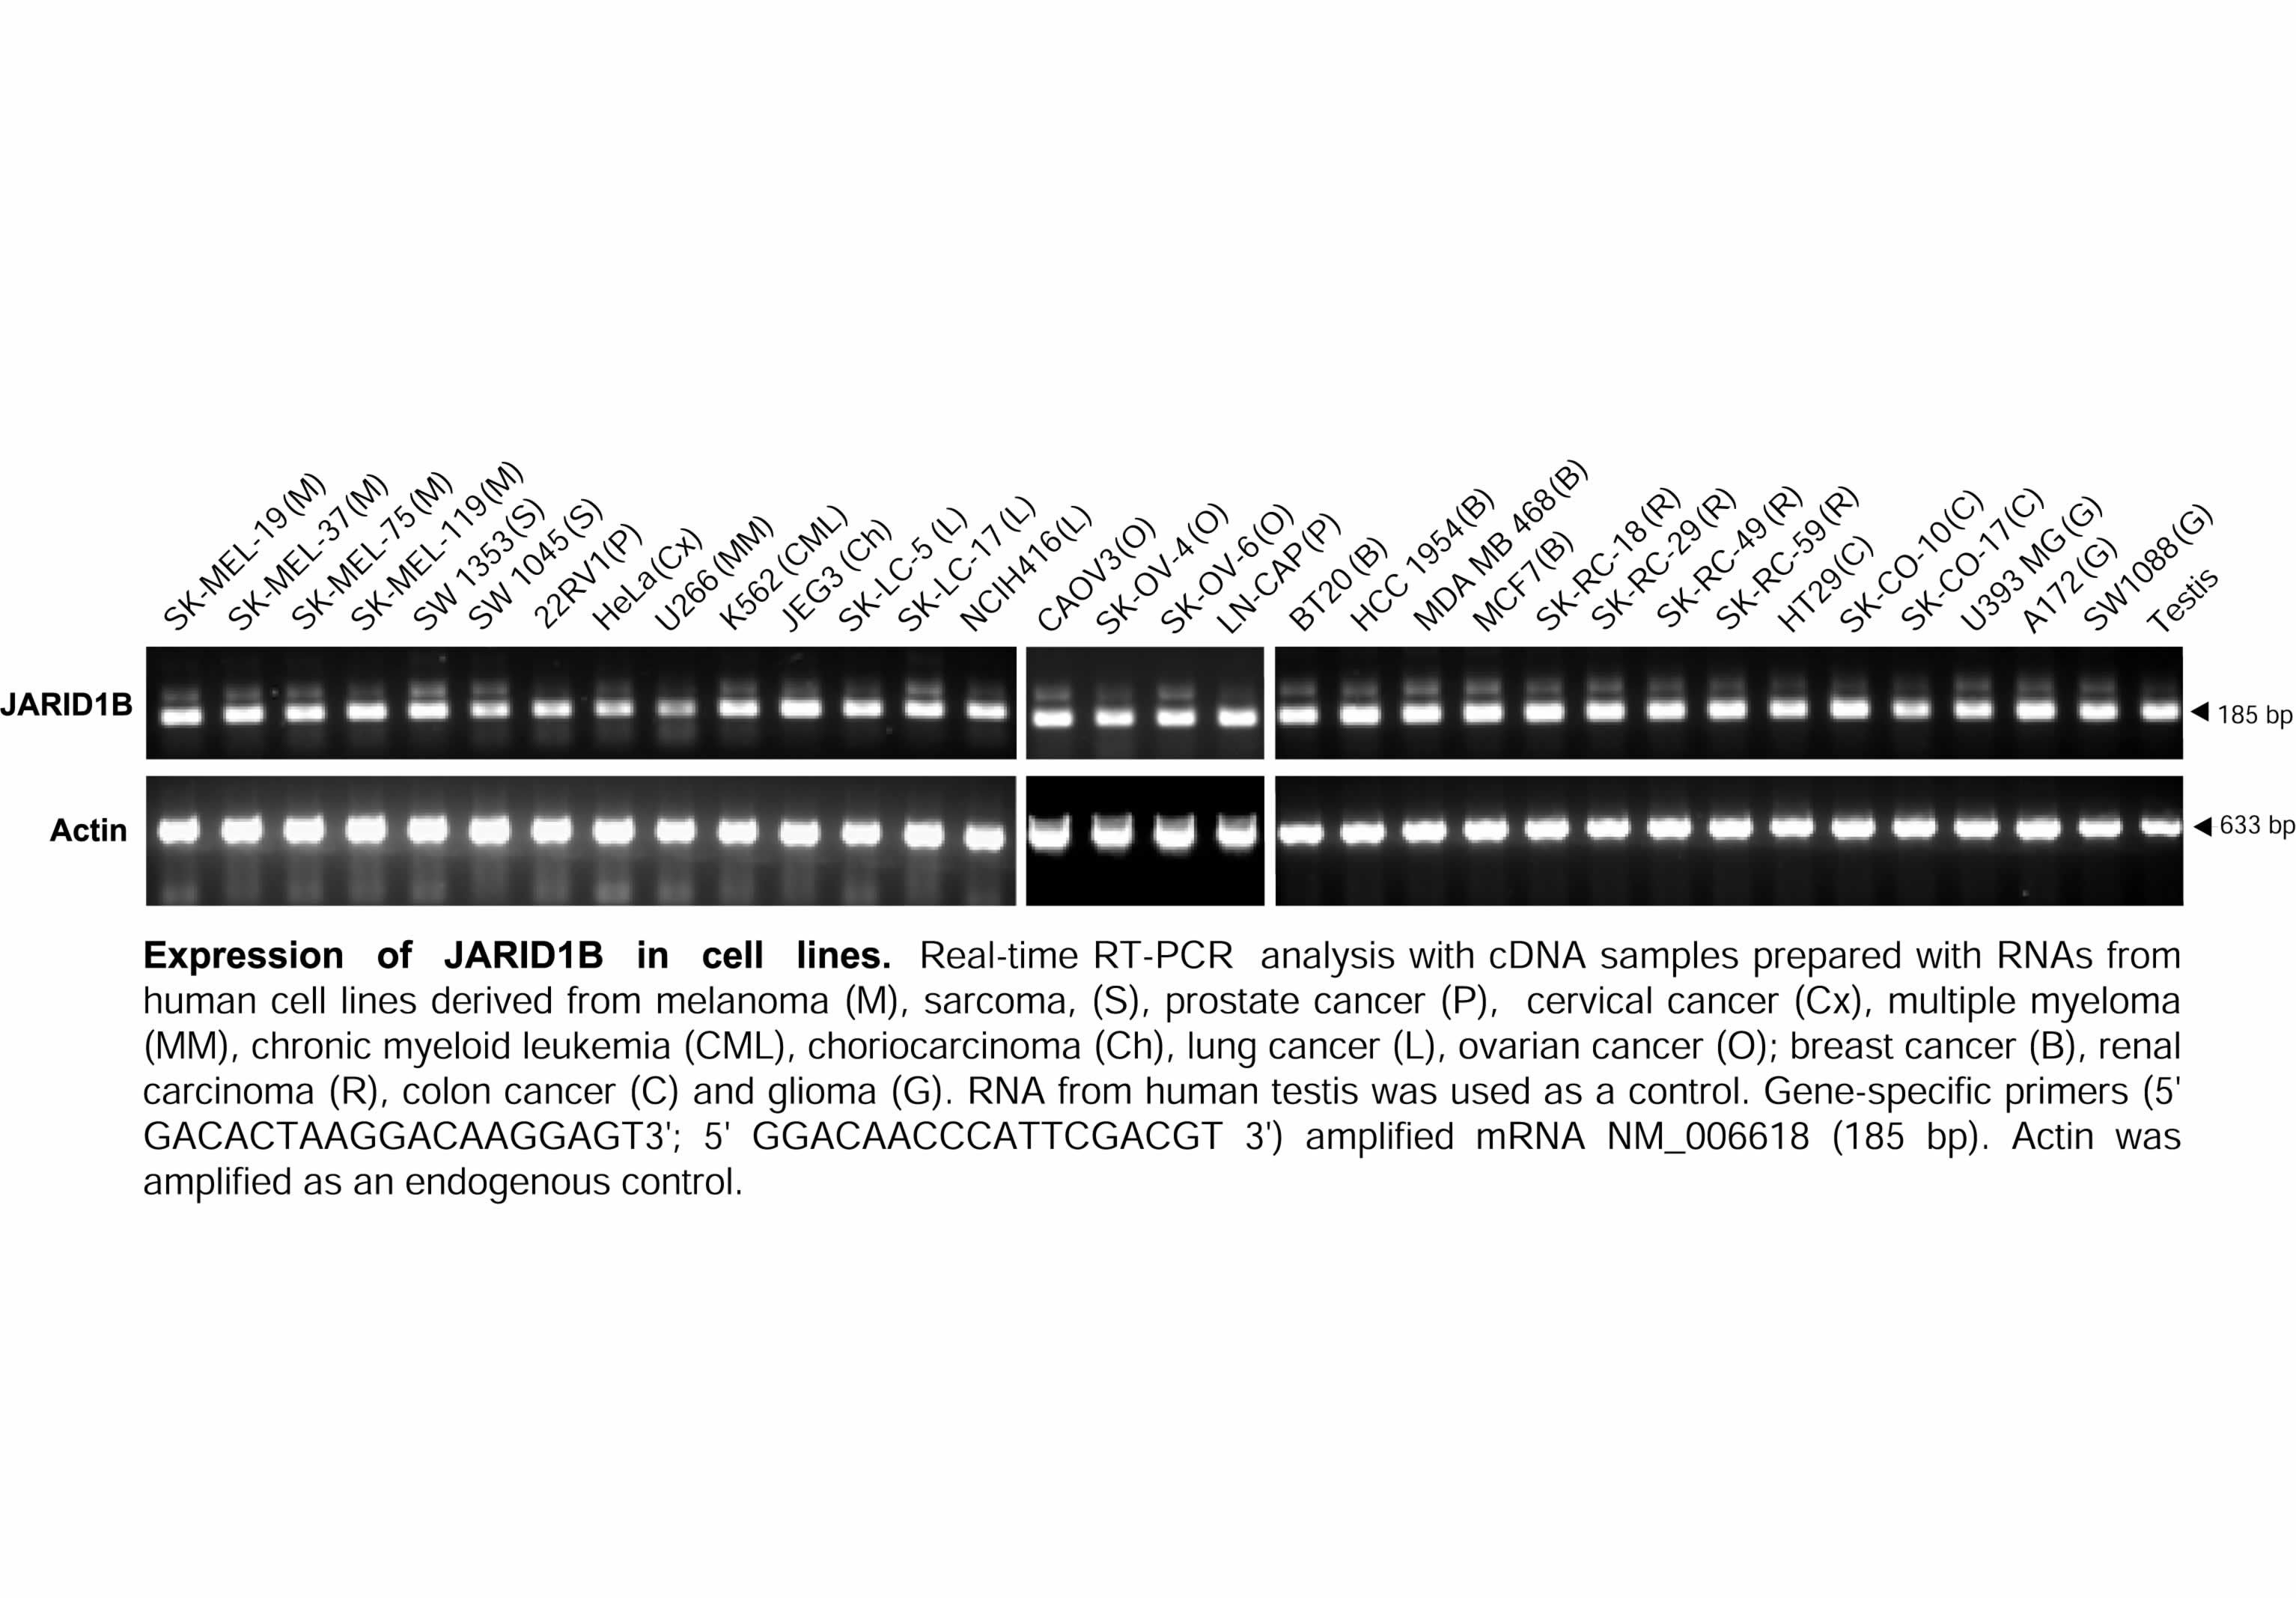 SK-MEL-19 (M)
SK-MEL-37(M)
SK-MEL-75 (M)
SK-MEL-119 (M)
SW 1353(S)
SW 1045 (S)
22RV1(P)
HeLa(Cx)
U266 (MM)
K562 (CML)
JEG3 (Ch)
SK-LC-5 (L)
SK-LC-17 (L)
NCIH416(L)
CAOV3(O)
SK-OV-4 (O)
SK-OV-6(O)
LN-CAP(P)
BT20 (B)
HCC 1954(B)
MDA MB 468(B)
MCF7(B)
SK-RC-18 (R)
SK-RC-29 (R)
SK-RC-49 (R)
SK-RC-59 (R)
HT29(C)
SK-CO-10(C)
SK-CO-17(C)
U393 MG(G)
A172(G)
SW1088(G)
Testis
JARID1B
185 bp
Actin
633 bp
Expression of JARID1B in cell lines. Real-time RT-PCR analysis with cDNA samples prepared with RNAs from
human cell lines derived from melanoma (M), sarcoma, (S), prostate cancer (P), cervical cancer (Cx), multiple myeloma
(MM), chronic myeloid leukemia (CML), choriocarcinoma (Ch), lung cancer (L), ovarian cancer (O); breast cancer (B), renal
carcinoma (R), colon cancer (C) and glioma (G). RNA from human testis was used as a control. Gene-specific primers (5'
GACACTAAGGACAAGGAGT3'; 5' GGACAACCCATTCGACGT 3') amplified mRNA NM_006618 (185 bp). Actin was
amplified as an endogenous control.